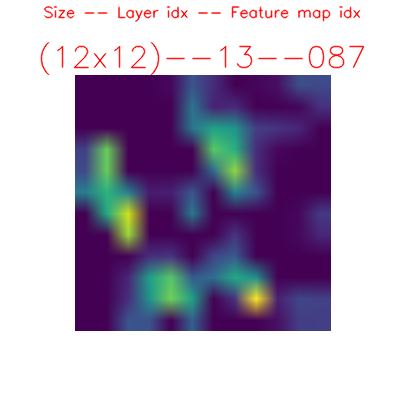 Size -- Layer idx -- Feature map idx
(12x12)--13--087